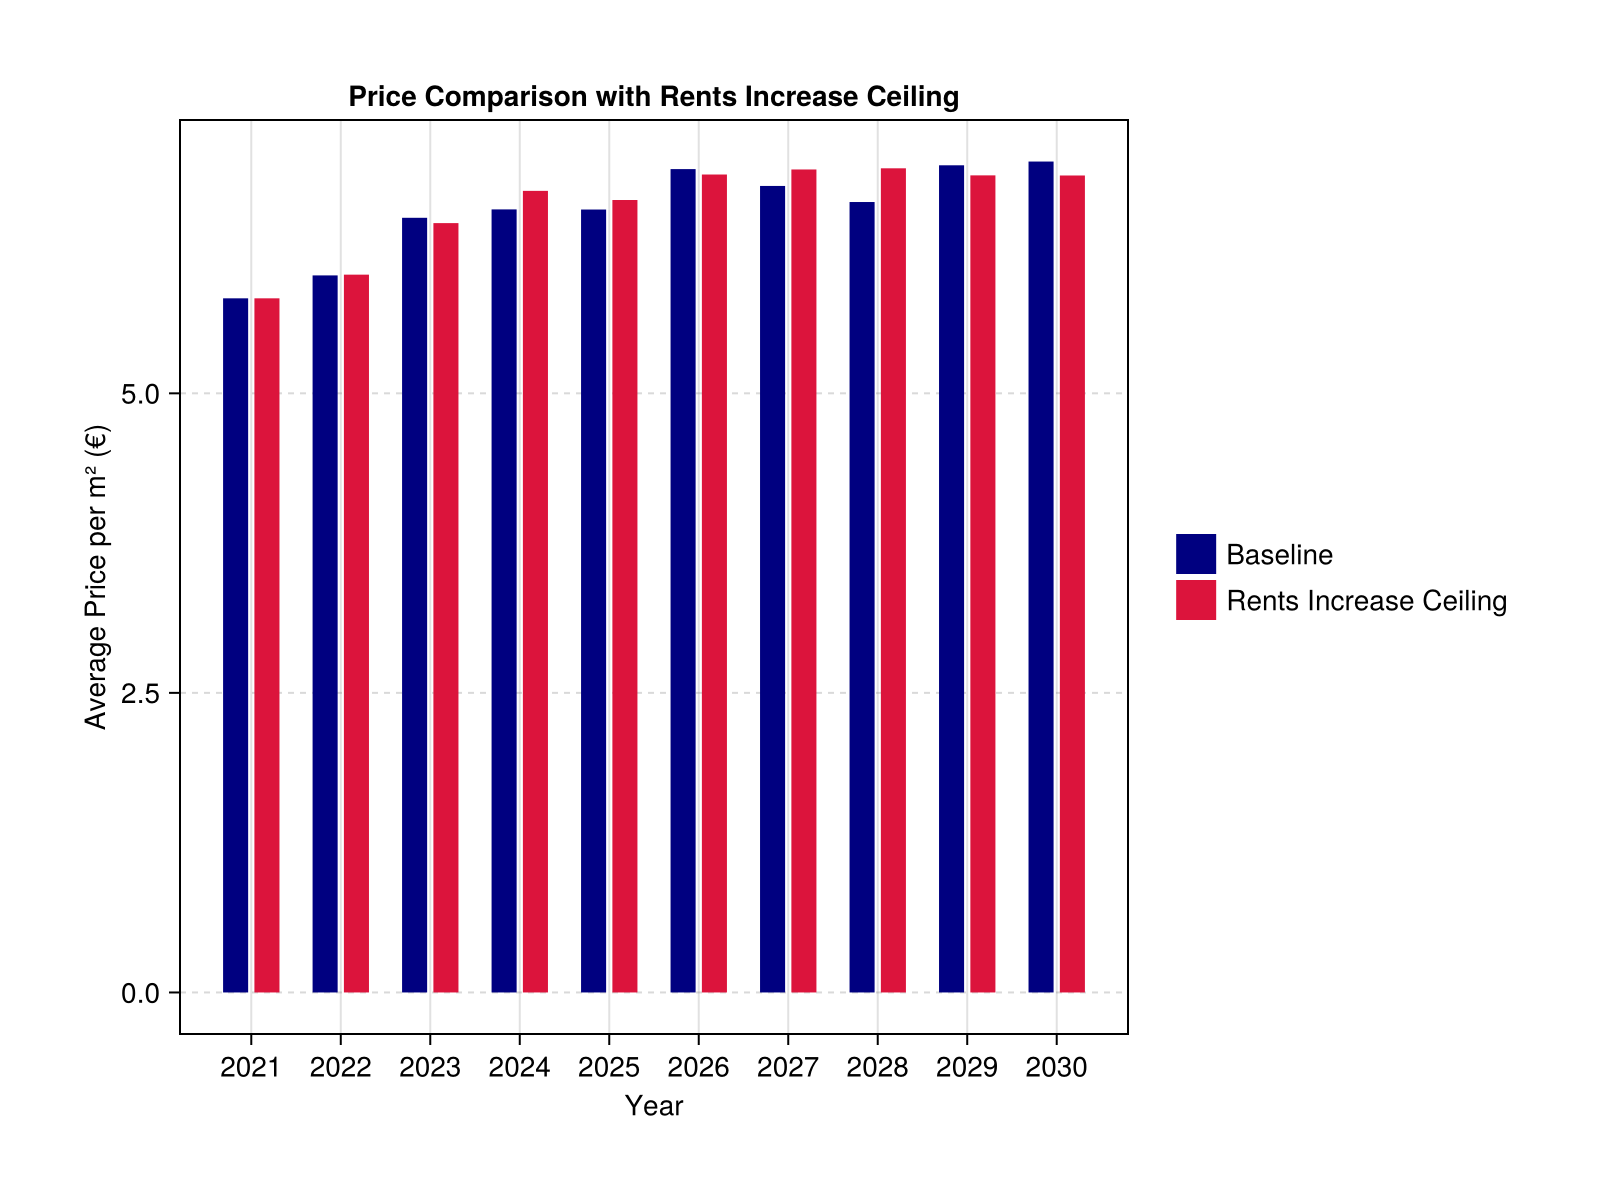 Price Comparison with Rents Increase Ceiling
Average Price per m² (€)
5.0
2.5
0.0
2021 2022 2023 2024 2025 2026 2027 2028 2029 2030
Year
Baseline
Rents Increase Ceiling